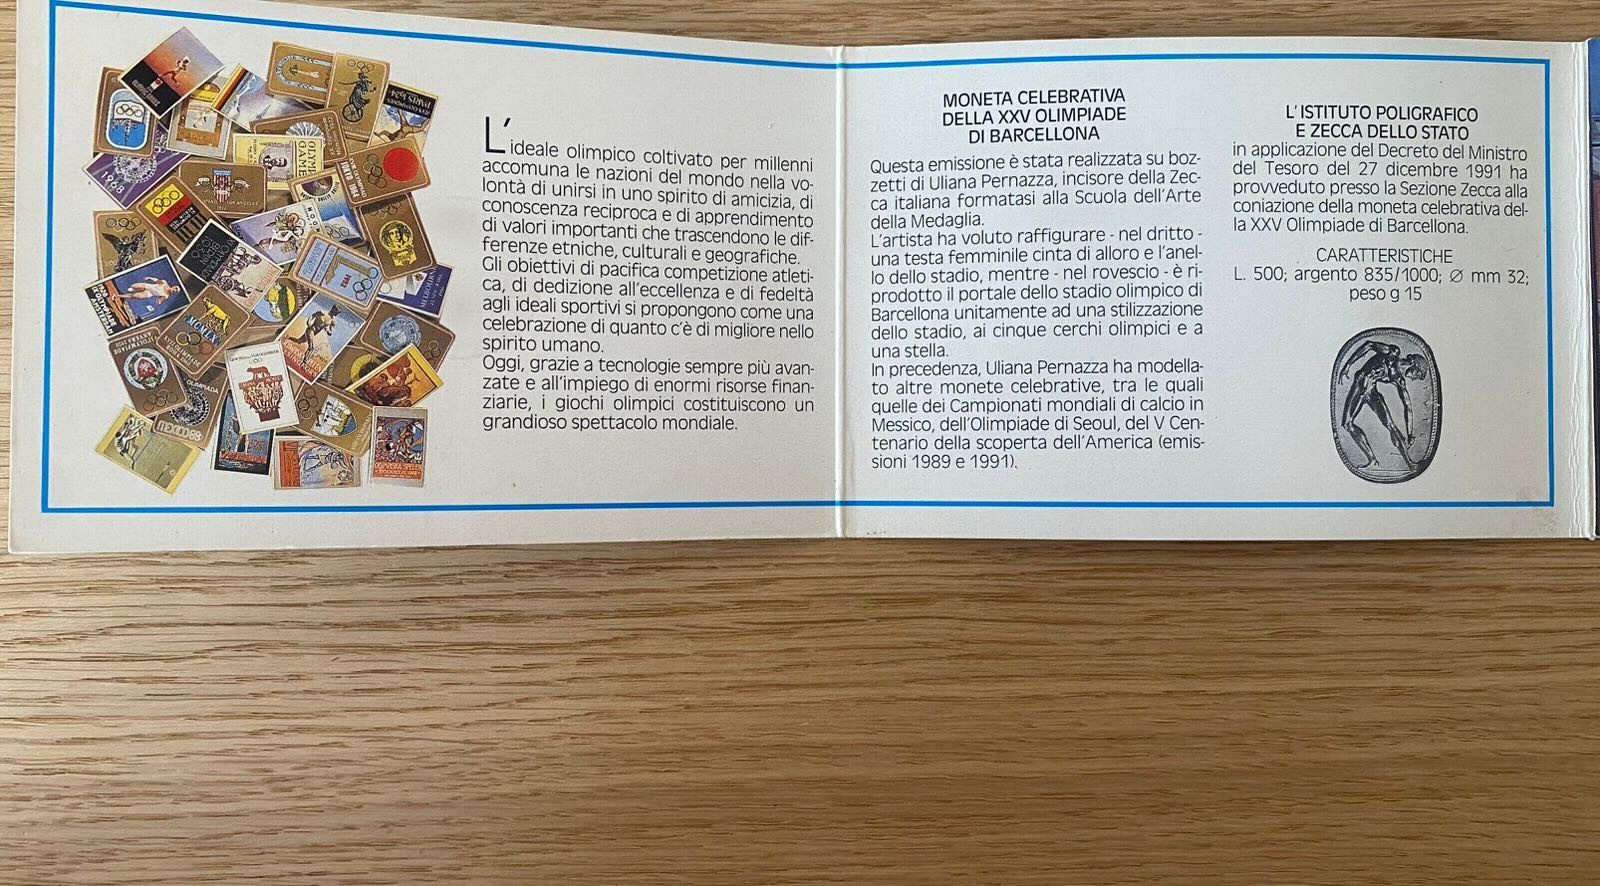 L'ideale olimpico coltivato per millenni
accomuna le nazioni del mondo nella vo-
lontà di unirsi in uno spirito di amicizia, di
conoscenza reciproca e di apprendimento
di valori importanti che trascendono le dif-
ferenze etniche, culturali e geografiche.
Gli obiettivi di pacifica competizione atleti-
ca, di dedizione all'eccellenza e di fedeltà
agli ideali sportivi si propongono come una
celebrazione di quanto c'è di migliore nello
spirito umano.
Oggi, grazie a tecnologie sempre più avan-
zate e all'impiego di enormi risorse finan-
ziarie, i giochi olimpici costituiscono un
grandioso spettacolo mondiale.
MONETA CELEBRATIVA
DELLA XXV OLIMPIADE
DI BARCELLONA
Questa emissione è stata realizzata su boz-
zetti di Uliana Pernazza, incisore della Zec-
ca italiana formatasi alla Scuola dell'Arte
della Medaglia.
L'artista ha voluto raffigurare - nel dritto -
una testa femminile cinta di alloro e l'anel-
lo dello stadio, mentre - nel rovescio - è ri-
prodotto il portale dello stadio olimpico di
Barcellona unitamente ad una stilizzazione
dello stadio, ai cinque cerchi olimpici e a
una stella.
In precedenza, Uliana Pernazza ha modella-
to altre monete celebrative, tra le quali
quelle dei Campionati mondiali di calcio in
Messico, dell'Olimpiade di Seoul, del V Cen-
tenario della scoperta dell'America (emis-
sioni 1989 e 1991).
L'ISTITUTO POLIGRAFICO
E ZECCA DELLO STATO
in applicazione del Decreto del Ministro
del Tesoro del 27 dicembre 1991 ha
provveduto presso la Sezione Zecca alla
coniazione della moneta celebrativa del-
la XXV Olimpiade di Barcellona.
CARATTERISTICHE
L. 500; argento 835/1000; Ø mm 32;
peso g 15
PARIS 1924
1968
OLYMPIC
GAMES
TOKYO 1964
MEXICO 68
OLIMPIADA